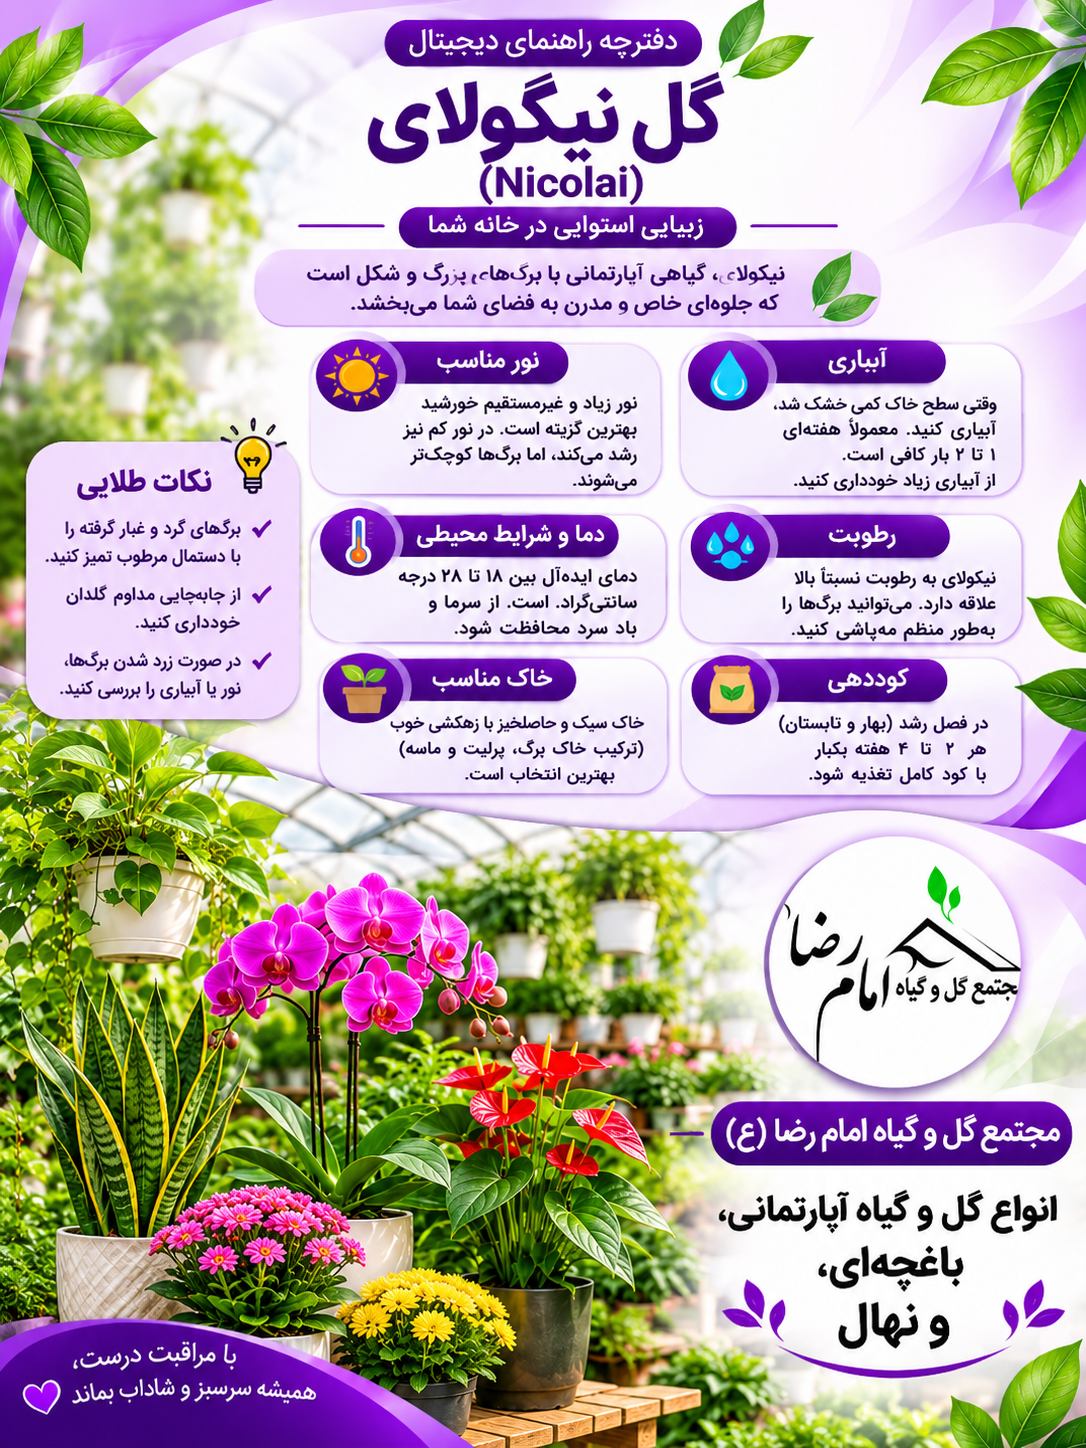 دفترچه راهنمای دیجیتال
گل نیگولای
(Nicolai)
زیبایی استوایی در خانه شما
نیکولای، گیاهی آپارتمانی با برگ‌های بزرگ و شکل است
که جلوه‌ای خاص و مدرن به فضای شما می‌بخشد.
آبیاری
وقتی سطح خاک کمی خشک شد،
آبیاری کنید. معمولاً هفته‌ای
۱ تا ۲ بار کافی است.
از آبیاری زیاد خودداری کنید.
نور مناسب
نور زیاد و غیرمستقیم خورشید
بهترین گزیته است. در نور کم نیز
رشد می‌کند، اما برگ‌ها کوچک‌تر
می‌شوند.
رطوبت
نیکولای به رطوبت نسبتاً بالا
علاقه دارد. می‌توانید برگ‌ها را
به‌طور منظم مه‌پاشی کنید.
دما و شرایط محیطی
دمای ایده‌آل بین ۱۸ تا ۲۸ درجه
سانتی‌گراد. است. از سرما و
باد سرد محافظت شود.
کوددهی
در فصل رشد (بهار و تابستان)
هر ۲ تا ۴ هفته یکبار
با کود کامل تغذیه شود.
خاک مناسب
خاک سبک و حاصلخیز با زهکشی خوب
(ترکیب خاک برگ، پرلیت و ماسه)
بهترین انتخاب است.
نکات طلایی
برگهای گرد و غبار گرفته را
با دستمال مرطوب تمیز کنید.
از جابه‌جایی مداوم گلدان
خودداری کنید.
در صورت زرد شدن برگ‌ها،
نور یا آبیاری را بررسی کنید.
امام رضا
مجتمع گل و گیاه
مجتمع گل و گیاه امام رضا (ع)
انواع گل و گیاه آپارتمانی،
باغچه‌ای،
و نهال
با مراقبت درست،
همیشه سرسبز و شاداب بماند